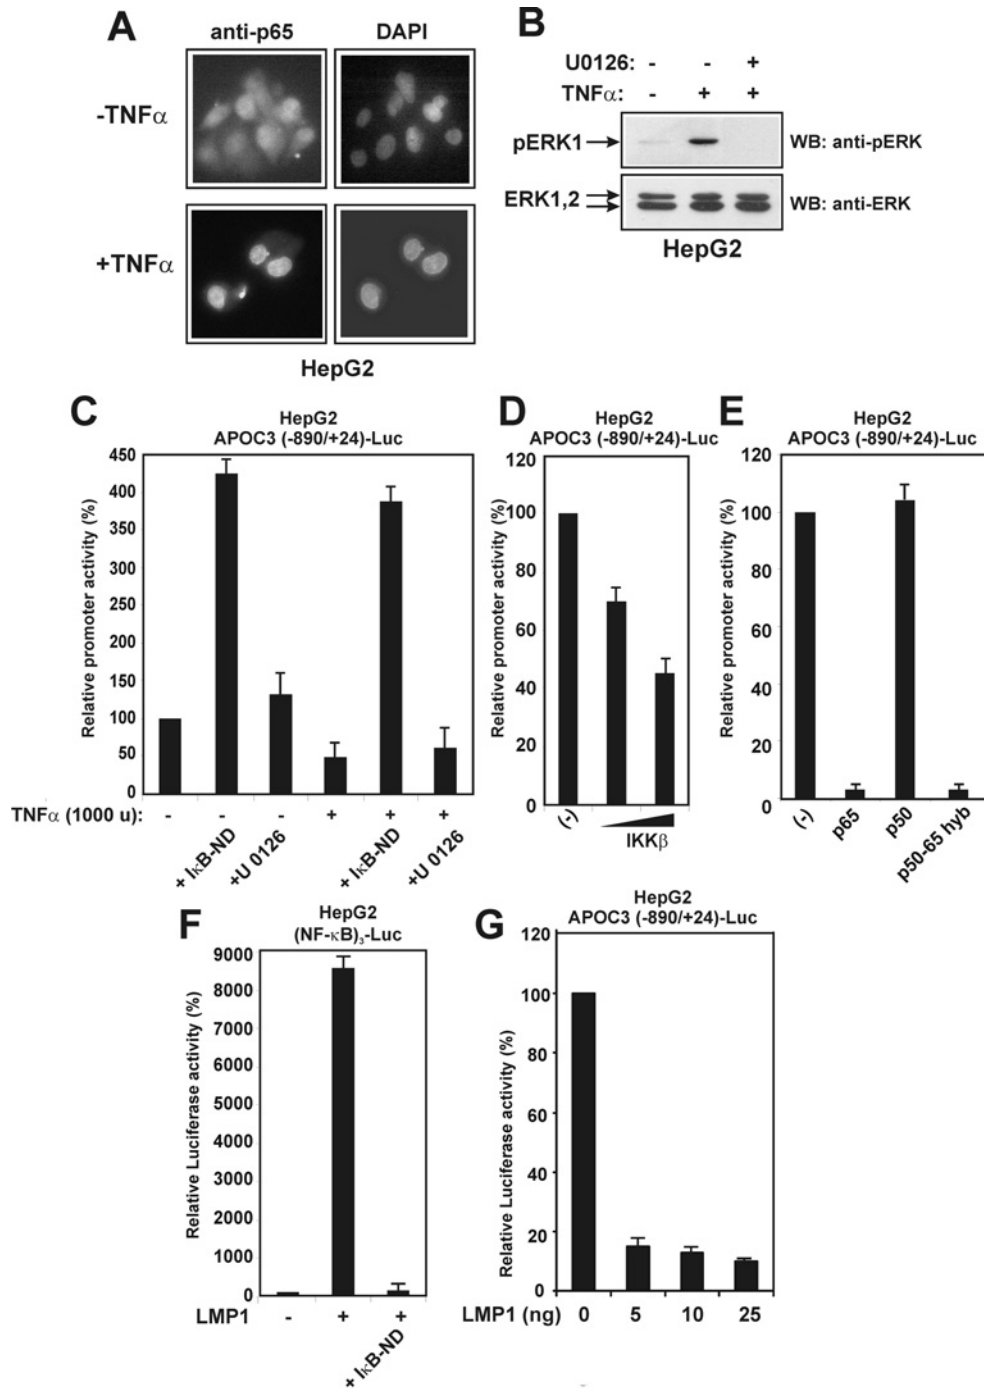 A
anti-p65 DAPI
-TNFα
+TNFα
HepG2
B
U0126: - - +
TNFα: - + +
pERK1
WB: anti-pERK
ERK1,2
WB: anti-ERK
HepG2
C
HepG2
APOC3 (-890/+24)-Luc
Relative promoter activity (%)
450
400
350
300
250
200
150
100
50
0
TNFα (1000 u): - - - + + +
+ IκB-ND
+U 0126
+ IκB-ND
+U 0126
D
HepG2
APOC3 (-890/+24)-Luc
Relative promoter activity (%)
120
100
80
60
40
20
0
(-)
IKKβ
E
HepG2
APOC3 (-890/+24)-Luc
Relative promoter activity (%)
120
100
80
60
40
20
0
(-)
p65
p50
p50-65 hyb
F
HepG2
(NF-κB)₃-Luc
Relative Luciferase activity (%)
9000
8000
7000
6000
5000
4000
3000
2000
1000
0
LMP1 - + +
+ IκB-ND
G
HepG2
APOC3 (-890/+24)-Luc
Relative Luciferase activity (%)
120
100
80
60
40
20
0
LMP1 (ng) 0 5 10 25